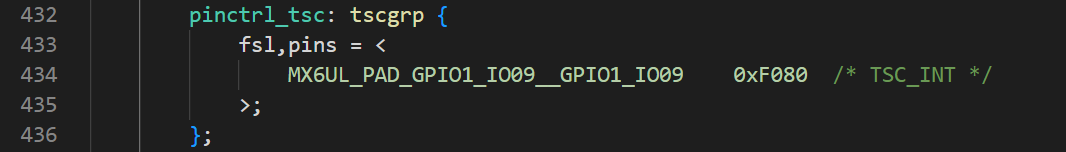 432 pinctrl_tsc: tscgrp {
433 fsl,pins = <
434 MX6UL_PAD_GPIO1_IO09__GPIO1_IO09 0xF080 /* TSC_INT */
435 >;
436 };